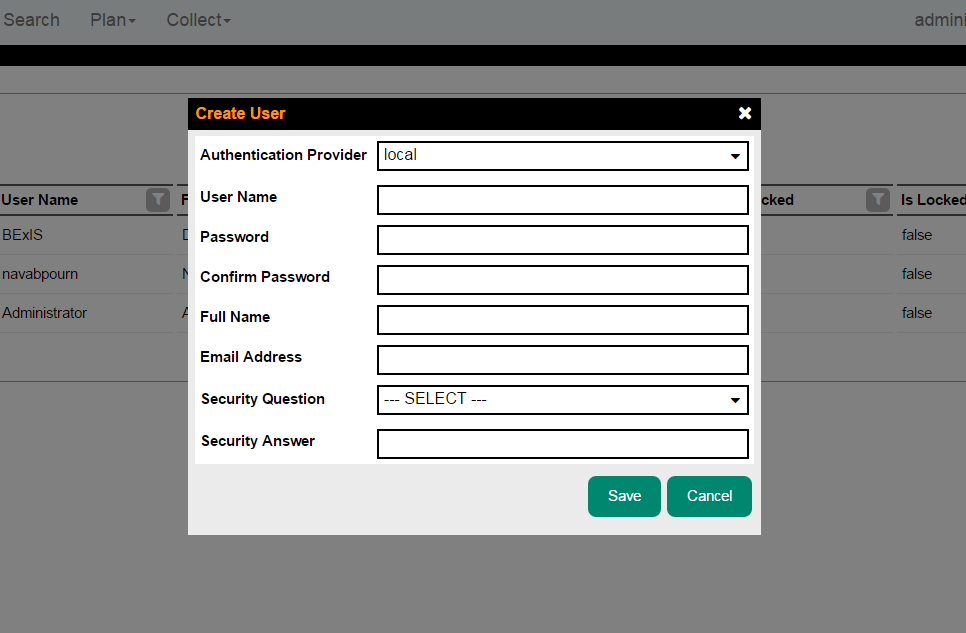 Search Plan Collect admini
Create User
Authentication Provider local
User Name
Password
Confirm Password
Full Name
Email Address
Security Question --- SELECT ---
Security Answer
Save Cancel
User Name F cked Is Locked
BExIS D false
navabpourn N false
Administrator A false